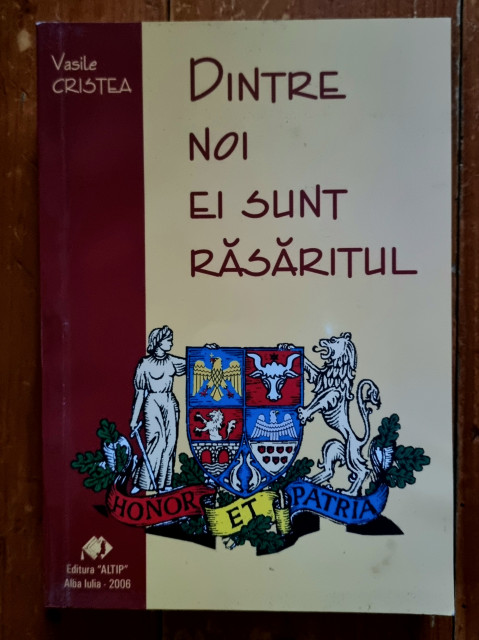 Vasile
CRISTEA
DINTRE
NOI
EI SUNT
RĂSĂRITUL
HONOR ET PATRIA
Editura "ALTIP"
Alba Iulia - 2006